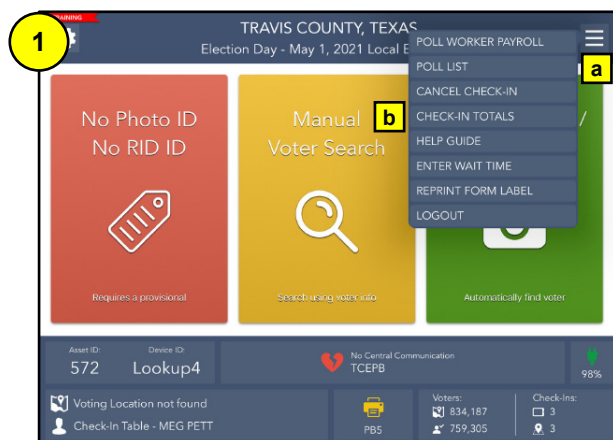 1
TRAINING
TRAVIS COUNTY, TEXAS
Election Day - May 1, 2021 Local E
a
POLL WORKER PAYROLL
POLL LIST
CANCEL CHECK-IN
b
CHECK-IN TOTALS
HELP GUIDE
ENTER WAIT TIME
REPRINT FORM LABEL
LOGOUT
No Photo ID
No RID ID
Requires a provisional
Manual
Voter Search
Search using voter info
/
Automatically find voter
Asset ID:
572
Device ID:
Lookup4
No Central Communication
TCEPB
98%
Voting Location not found
Check-In Table - MEG PETT
PB5
Voters:
834,187
759,305
Check-Ins:
3
3